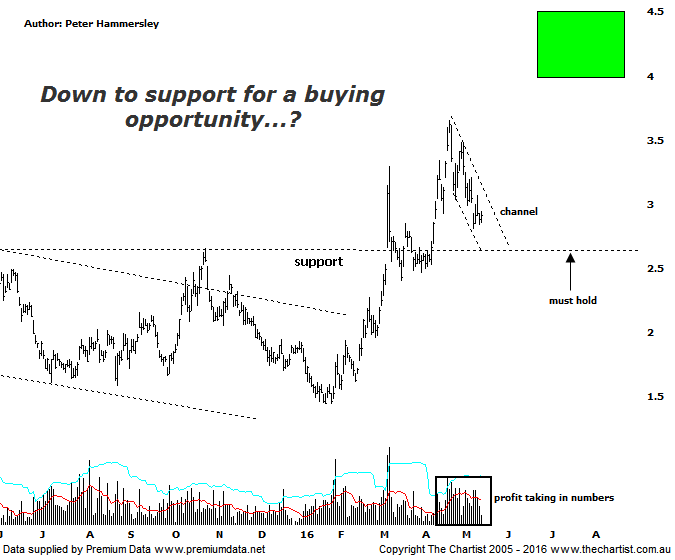 Author: Peter Hammersley
4.5
4
Down to support for a buying
opportunity...?
3.5
3
channel
support
2.5
must hold
2
1.5
profit taking in numbers
J J A S O N D 16 F M A M J J A
Data supplied by Premium Data www.premiumdata.net
Copyright The Chartist 2005 - 2016 www.thechartist.com.au